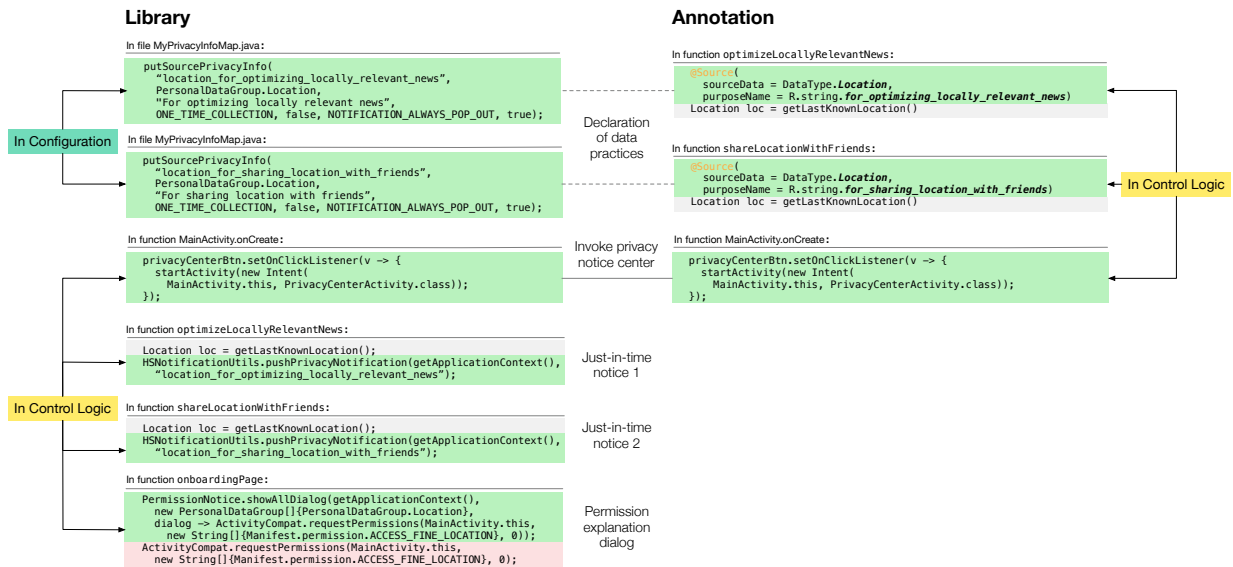 Library
Annotation
In file MyPrivacyInfoMap.java:
putSourcePrivacyInfo(
“location_for_optimizing_locally_relevant_news”,
PersonalDataGroup.Location,
"For optimizing locally relevant news”,
ONE_TIME_COLLECTION, false, NOTIFICATION_ALWAYS_POP_OUT, true);
In function optimizeLocallyRelevantNews:
@Source(
sourceData = DataType.Location,
purposeName = R.string.for_optimizing_locally_relevant_news)
Location loc = getLastKnownLocation()
In Configuration
Declaration
of data
practices
In file MyPrivacyInfoMap.java:
putSourcePrivacyInfo(
“location_for_sharing_location_with_friends”,
PersonalDataGroup.Location,
“For sharing location with friends”,
ONE_TIME_COLLECTION, false, NOTIFICATION_ALWAYS_POP_OUT, true);
In function shareLocationWithFriends:
@Source(
sourceData = DataType.Location,
purposeName = R.string.for_sharing_location_with_friends)
Location loc = getLastKnownLocation()
In Control Logic
In function MainActivity.onCreate:
privacyCenterBtn.setOnClickListener(v -> {
startActivity(new Intent(
MainActivity.this, PrivacyCenterActivity.class));
});
Invoke privacy
notice center
In function MainActivity.onCreate:
privacyCenterBtn.setOnClickListener(v -> {
startActivity(new Intent(
MainActivity.this, PrivacyCenterActivity.class));
});
In function optimizeLocallyRelevantNews:
Location loc = getLastKnownLocation();
HSNotificationUtils.pushPrivacyNotification(getApplicationContext(),
“location_for_optimizing_locally_relevant_news”);
Just-in-time
notice 1
In Control Logic
In function shareLocationWithFriends:
Location loc = getLastKnownLocation();
HSNotificationUtils.pushPrivacyNotification(getApplicationContext(),
“location_for_sharing_location_with_friends”);
Just-in-time
notice 2
In function onboardingPage:
PermissionNotice.showAllDialog(getApplicationContext(),
new PersonalDataGroup[]{PersonalDataGroup.Location},
dialog -> ActivityCompat.requestPermissions(MainActivity.this,
new String[]{Manifest.permission.ACCESS_FINE_LOCATION}, 0));
ActivityCompat.requestPermissions(MainActivity.this,
new String[]{Manifest.permission.ACCESS_FINE_LOCATION}, 0);
Permission
explanation
dialog